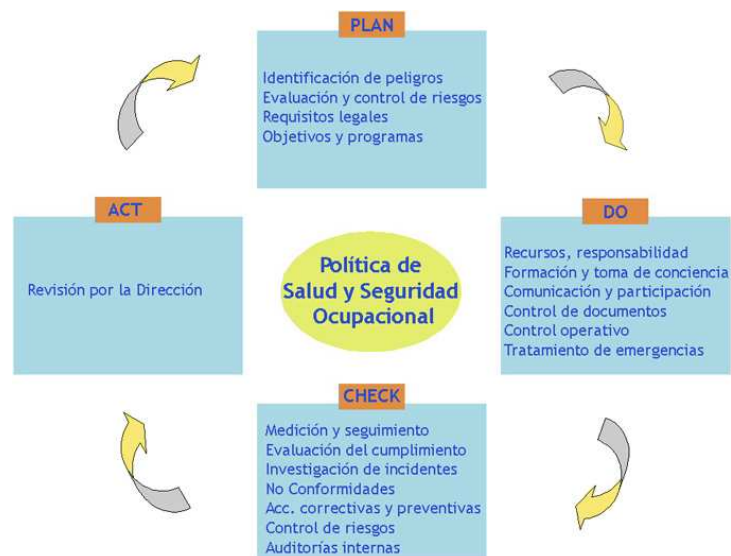 PLAN
Identificación de peligros
Evaluación y control de riesgos
Requisitos legales
Objetivos y programas
ACT
Revisión por la Dirección
Política de
Salud y Seguridad
Ocupacional
DO
Recursos, responsabilidad
Formación y toma de conciencia
Comunicación y participación
Control de documentos
Control operativo
Tratamiento de emergencias
CHECK
Medición y seguimiento
Evaluación del cumplimiento
Investigación de incidentes
No Conformidades
Acc. correctivas y preventivas
Control de riesgos
Auditorías internas